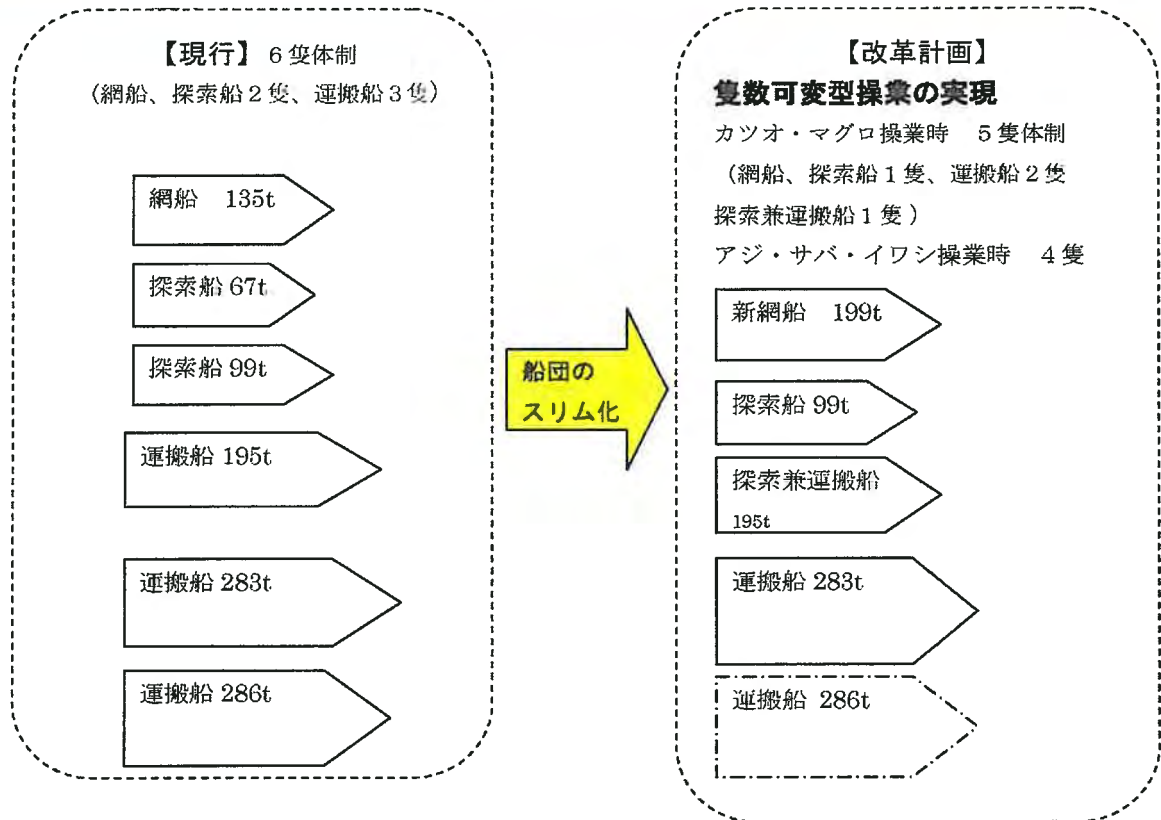 【現行】 6隻体制
（網船、探索船2隻、運搬船3隻）
網船 135t
探索船 67t
探索船 99t
運搬船 195t
運搬船 283t
運搬船 286t
船団の
スリム化
【改革計画】
隻数可変型操業の実現
カツオ・マグロ操業時 5隻体制
（網船、探索船1隻、運搬船2隻
探索兼運搬船1隻）
アジ・サバ・イワシ操業時 4隻
新網船 199t
探索船 99t
探索兼運搬船
195t
運搬船 283t
運搬船 286t